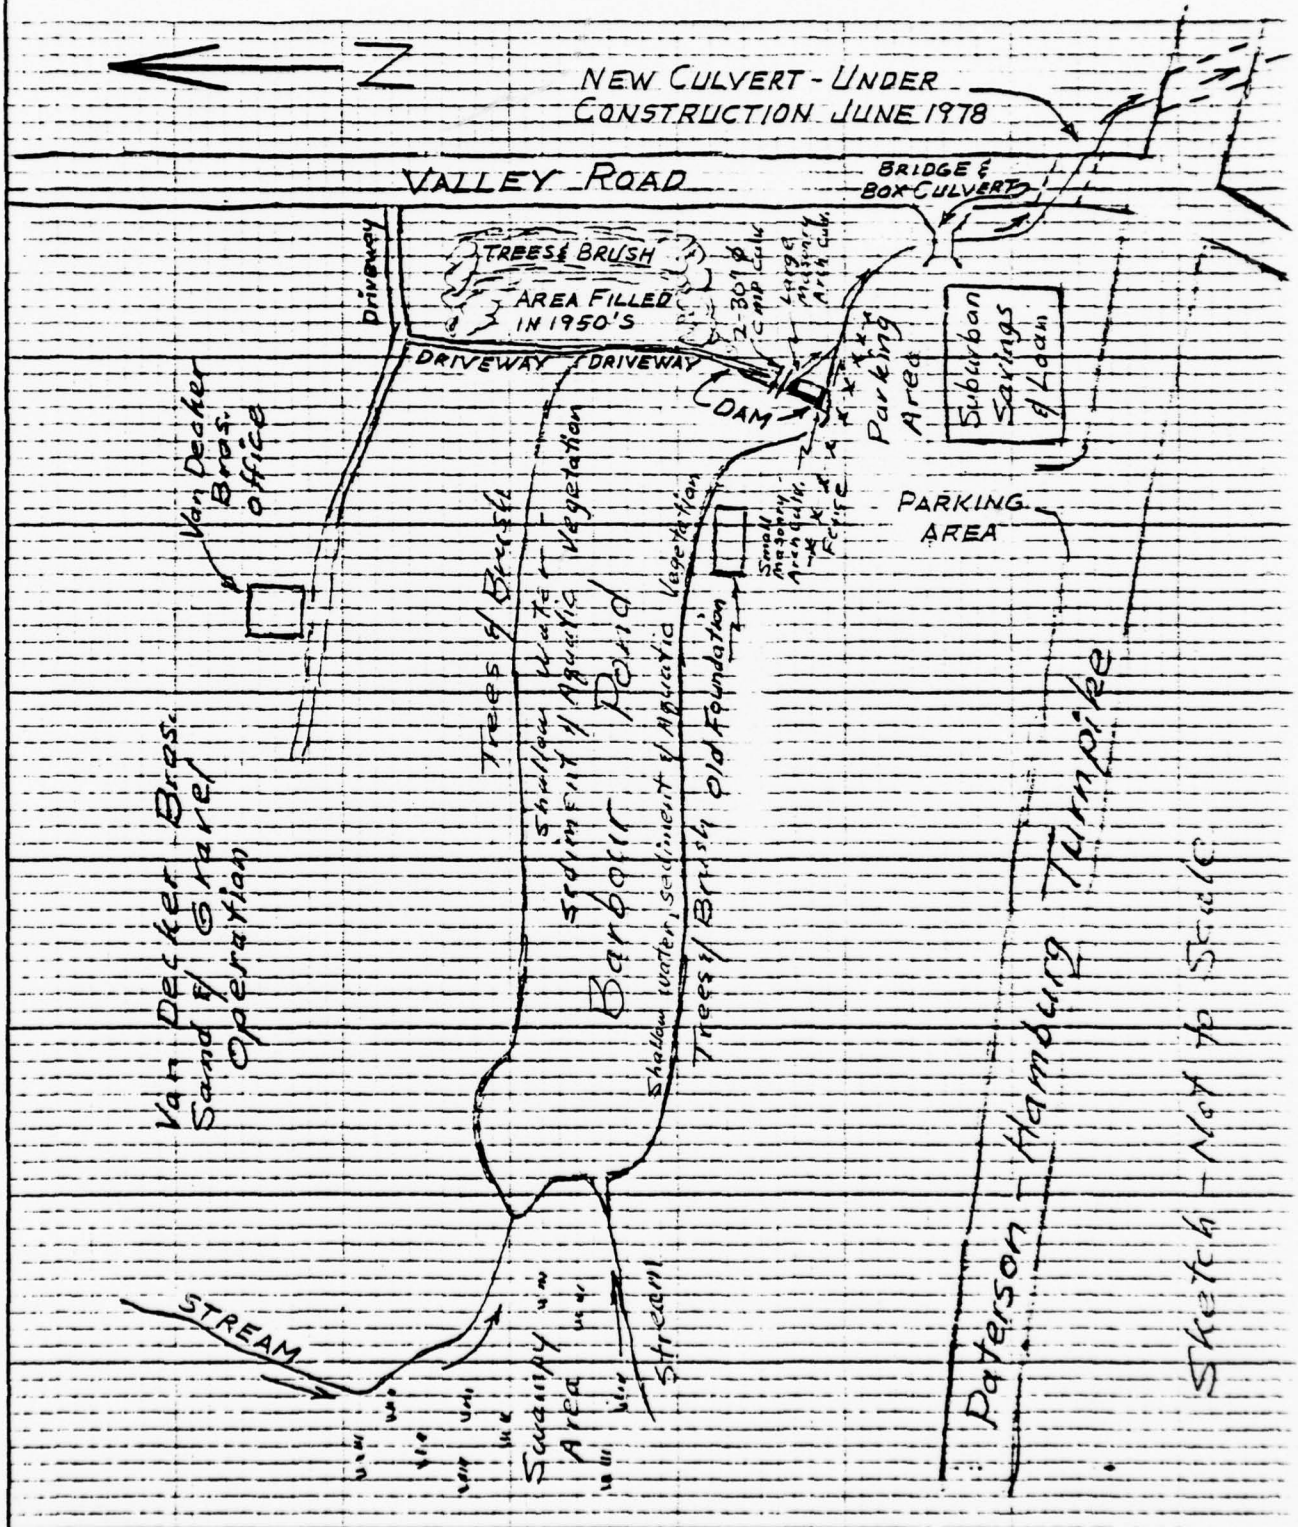 N
NEW CULVERT - UNDER
CONSTRUCTION JUNE 1978
VALLEY ROAD
BRIDGE &
BOX CULVERT
Driveway
TREES & BRUSH
AREA FILLED
IN 1950'S
2-30" Ø
CMP Culv.
Large
Masonry
Arch Culv.
DRIVEWAY
DRIVEWAY
DAM
Parking
Area
Suburban
Savings
& Loan
Van Decker
Bros.
Office
PARKING
AREA
Small
Masonry
Arch Culv.
Fence
Trees & Brush
Shallow Water
Sediment & Aquatic Vegetation
Barbour Pond
Shallow water, sediment & Aquatic Vegetation
Trees & Brush
Old Foundation
Van Decker Bros.
Sand & Gravel
Operation
Paterson - Hamburg Turnpike
Sketch - Not to Scale
STREAM
Swampy
Area
Stream